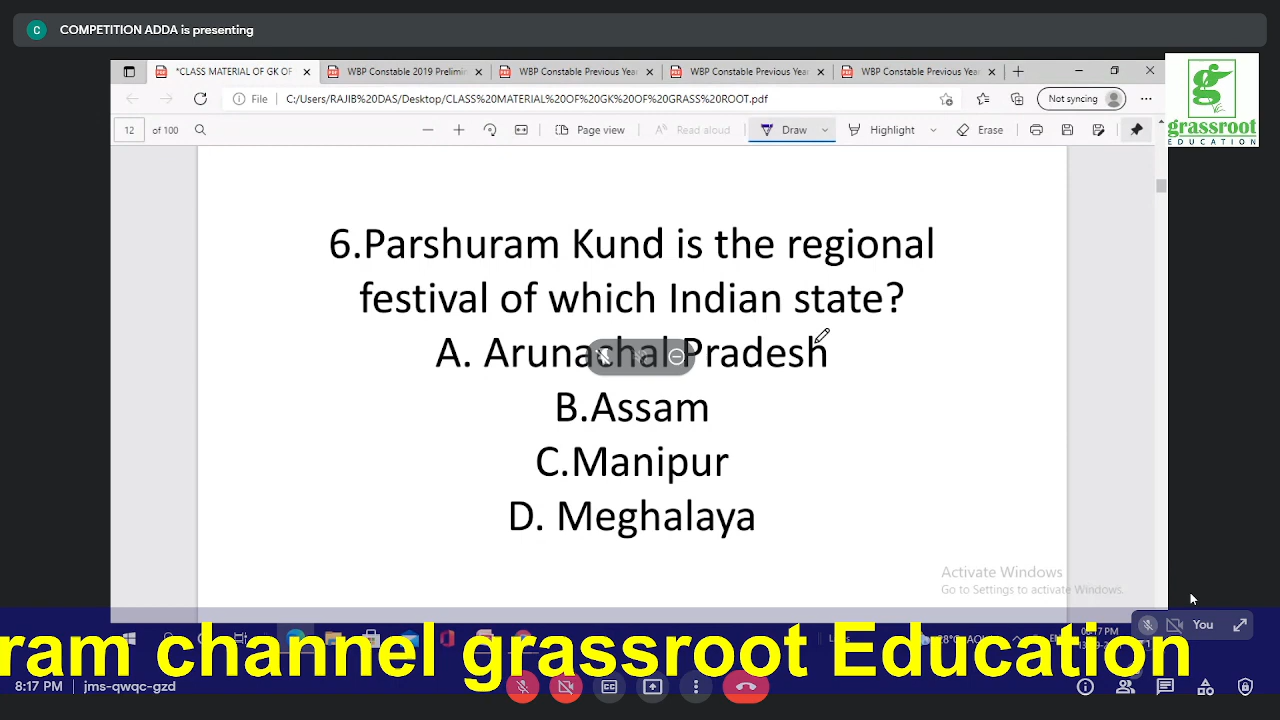 C COMPETITION ADDA is presenting
*CLASS MATERIAL OF GK OF
WBP Constable 2019 Prelimin
WBP Constable Previous Year
WBP Constable Previous Year
WBP Constable Previous Year
File C:/Users/RAJIB%20DAS/Desktop/CLASS%20MATERIAL%20OF%20GK%20OF%20GRASS%20ROOT.pdf Not syncing
12 of 100 Page view Read aloud Draw Highlight Erase
grassroot
EDUCATION
6.Parshuram Kund is the regional
festival of which Indian state?
A. Arunachal Pradesh
B.Assam
C.Manipur
D. Meghalaya
Activate Windows
Go to Settings to activate Windows.
You
ram channel grassroot Education
8:17 PM jms-qwqc-gzd